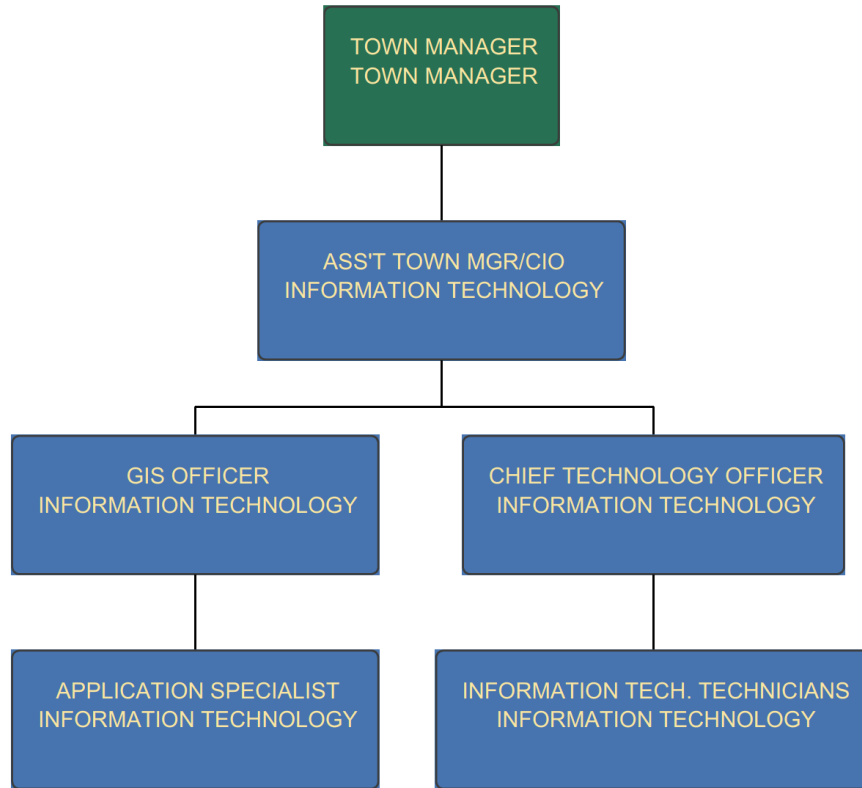 TOWN MANAGER
TOWN MANAGER
ASS'T TOWN MGR/CIO
INFORMATION TECHNOLOGY
GIS OFFICER
INFORMATION TECHNOLOGY
CHIEF TECHNOLOGY OFFICER
INFORMATION TECHNOLOGY
APPLICATION SPECIALIST
INFORMATION TECHNOLOGY
INFORMATION TECH. TECHNICIANS
INFORMATION TECHNOLOGY